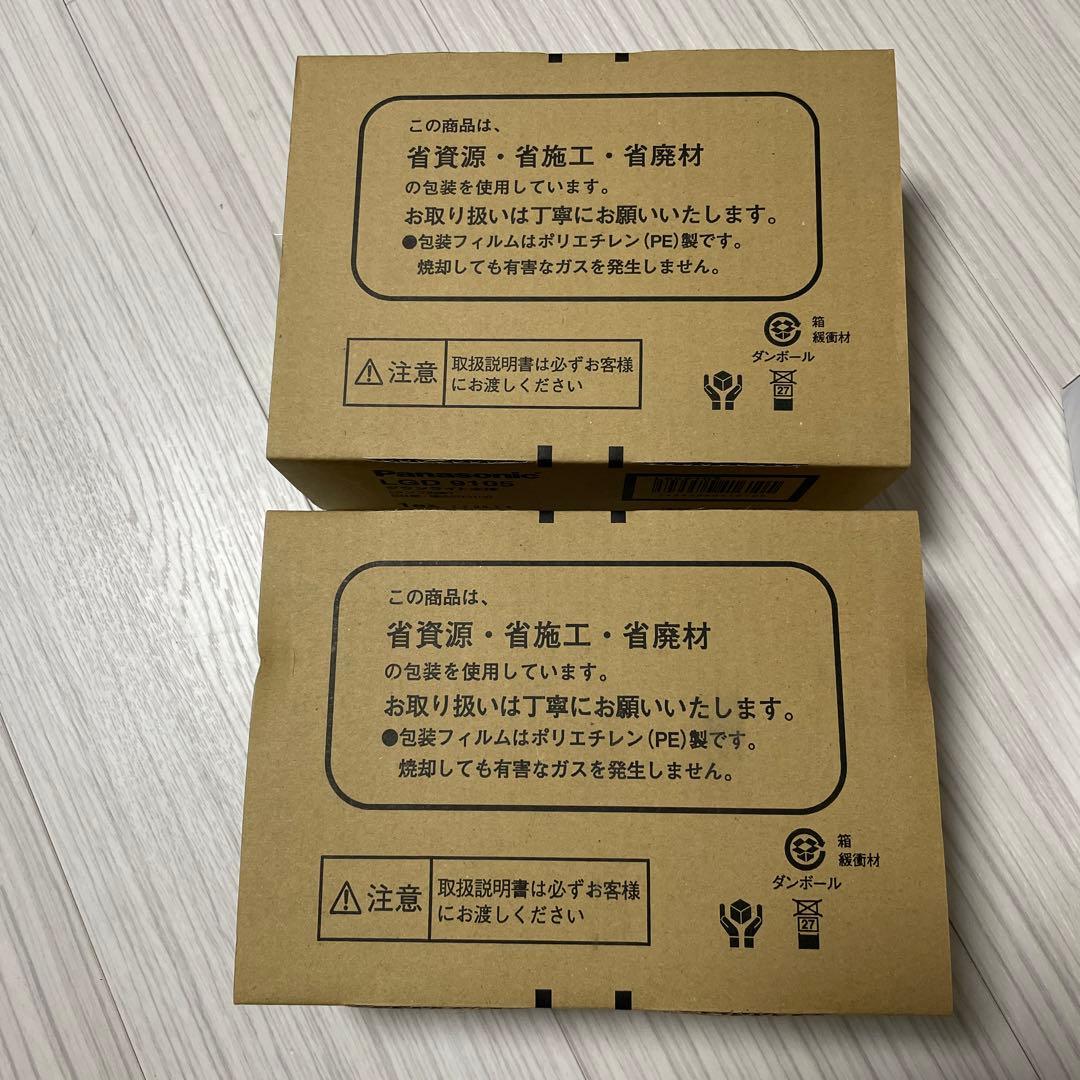 この商品は、
省資源・省施工・省廃材
の包装を使用しています。
お取り扱いは丁寧にお願いいたします。
●包装フィルムはポリエチレン(PE)製です。
焼却しても有害なガスを発生しません。
箱
緩衝材
ダンボール
注意
取扱説明書は必ずお客様
にお渡しください
27
Panasonic
LGD 9105
この商品は、
省資源・省施工・省廃材
の包装を使用しています。
お取り扱いは丁寧にお願いいたします。
●包装フィルムはポリエチレン(PE)製です。
焼却しても有害なガスを発生しません。
箱
緩衝材
ダンボール
注意
取扱説明書は必ずお客様
にお渡しください
27